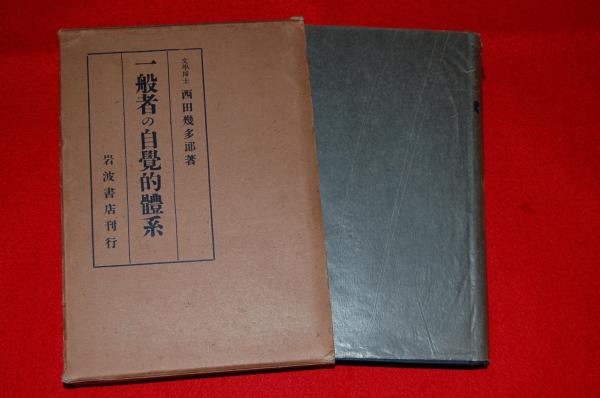 文學博士 西田幾多郎著
一般者の自覺的體系
岩波書店刊行